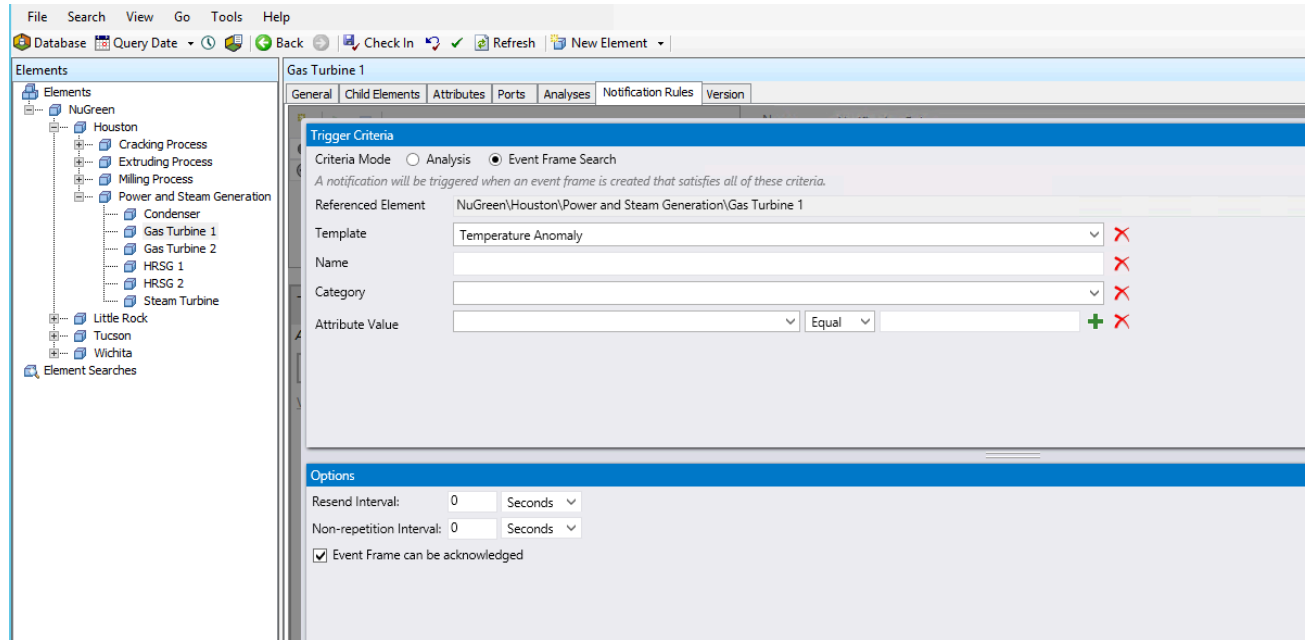 File Search View Go Tools Help
Database Query Date Back Check In Refresh New Element
Elements
Elements
NuGreen
Houston
Cracking Process
Extruding Process
Milling Process
Power and Steam Generation
Condenser
Gas Turbine 1
Gas Turbine 2
HRSG 1
HRSG 2
Steam Turbine
Little Rock
Tucson
Wichita
Element Searches
Gas Turbine 1
General Child Elements Attributes Ports Analyses Notification Rules Version
Trigger Criteria
Criteria Mode Analysis Event Frame Search
A notification will be triggered when an event frame is created that satisfies all of these criteria.
Referenced Element NuGreen\Houston\Power and Steam Generation\Gas Turbine 1
Template Temperature Anomaly
Name
Category
Attribute Value Equal
Options
Resend Interval: 0 Seconds
Non-repetition Interval: 0 Seconds
Event Frame can be acknowledged